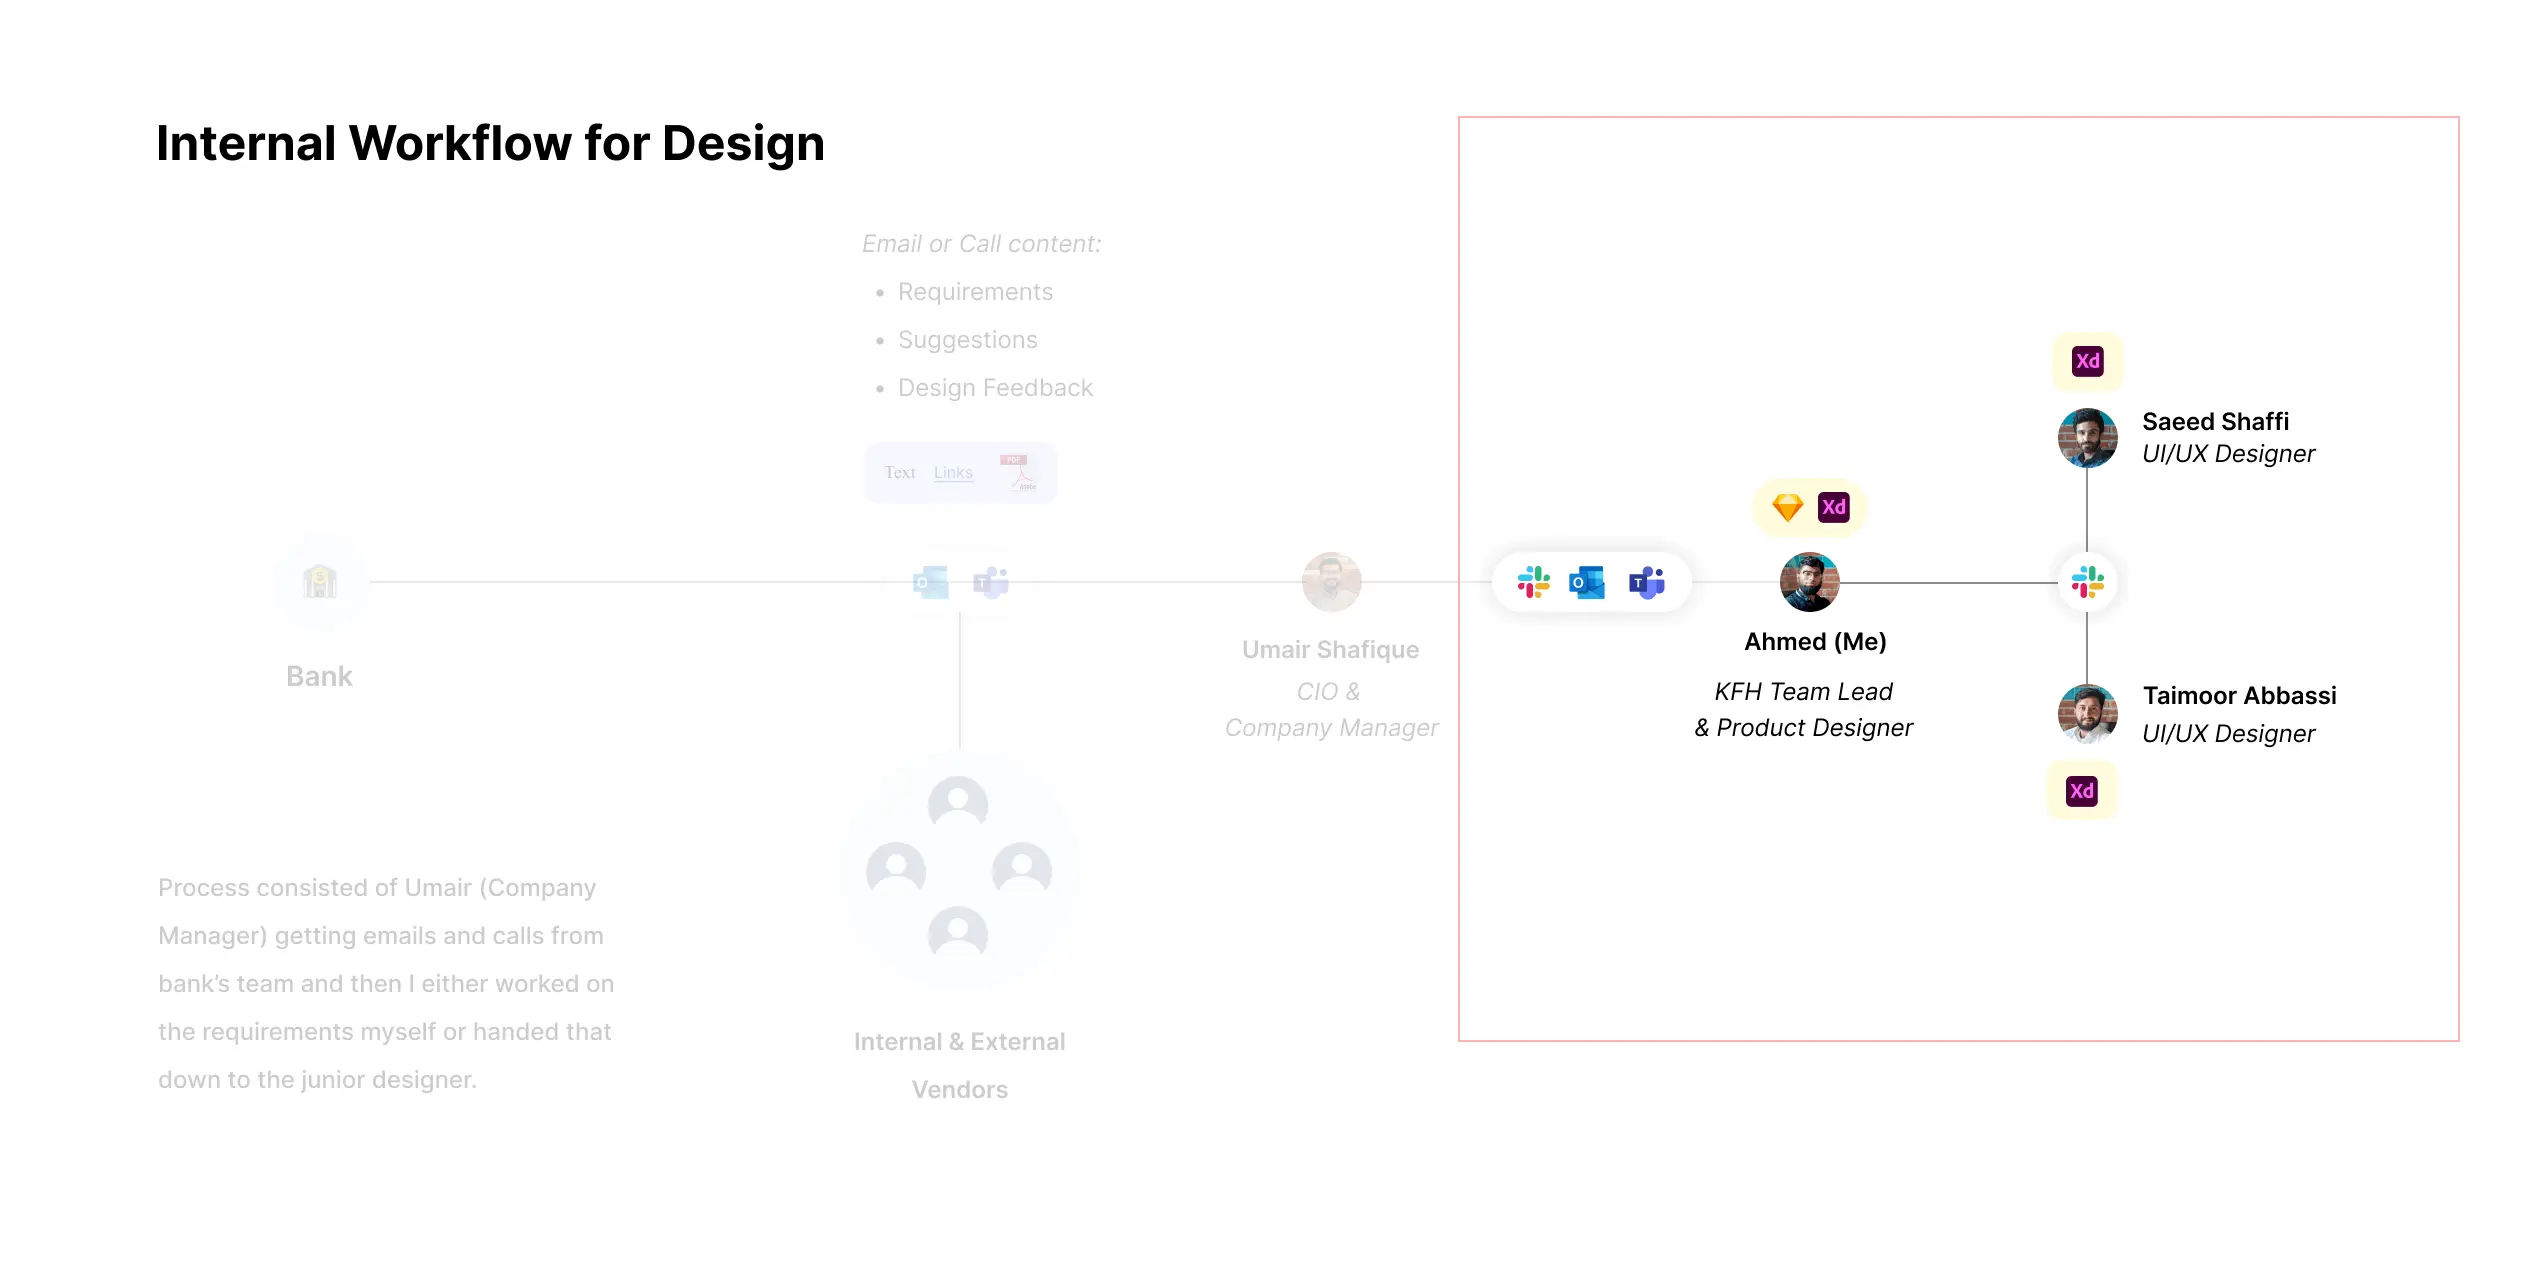 Internal Workflow for Design
Email or Call content:
• Requirements
• Suggestions
• Design Feedback
Text Links PDF
Adobe
Xd
Saeed Shaffi
UI/UX Designer
Xd
O T
O T
Bank
Umair Shafique
CIO &
Company Manager
Ahmed (Me)
KFH Team Lead
& Product Designer
Taimoor Abbassi
UI/UX Designer
Xd
Process consisted of Umair (Company
Manager) getting emails and calls from
bank’s team and then I either worked on
the requirements myself or handed that
down to the junior designer.
Internal & External
Vendors